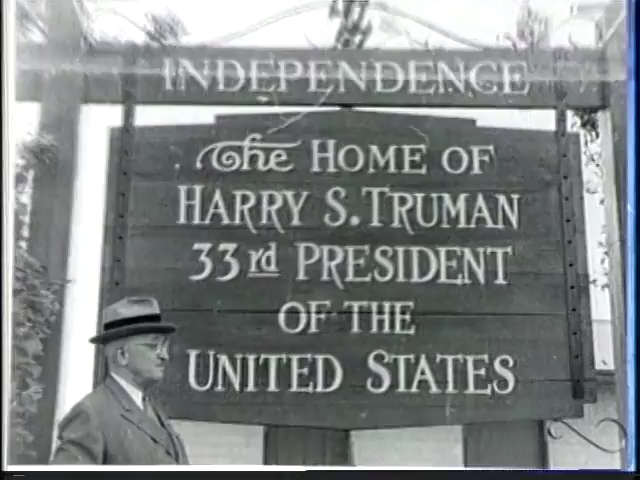 INDEPENDENCE
The HOME OF
HARRY S. TRUMAN
33rd PRESIDENT
OF THE
UNITED STATES